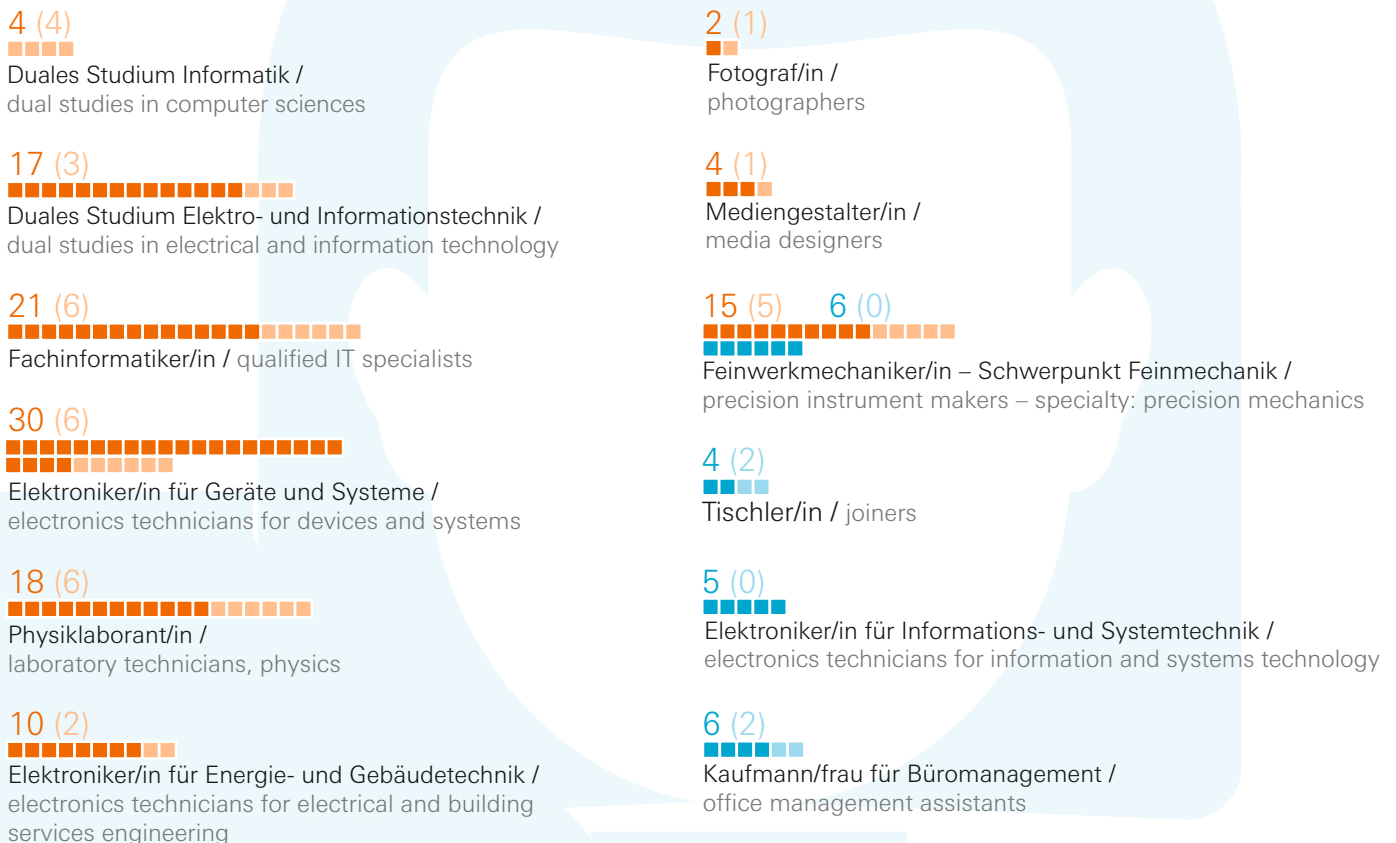 4 (4)
Duales Studium Informatik /
dual studies in computer sciences
17 (3)
Duales Studium Elektro- und Informationstechnik /
dual studies in electrical and information technology
21 (6)
Fachinformatiker/in / qualified IT specialists
30 (6)
Elektroniker/in für Geräte und Systeme /
electronics technicians for devices and systems
18 (6)
Physiklaborant/in /
laboratory technicians, physics
10 (2)
Elektroniker/in für Energie- und Gebäudetechnik /
electronics technicians for electrical and building
services engineering
2 (1)
Fotograf/in /
photographers
4 (1)
Mediengestalter/in /
media designers
15 (5) 6 (0)
Feinwerkmechaniker/in – Schwerpunkt Feinmechanik /
precision instrument makers – specialty: precision mechanics
4 (2)
Tischler/in / joiners
5 (0)
Elektroniker/in für Informations- und Systemtechnik /
electronics technicians for information and systems technology
6 (2)
Kaufmann/frau für Büromanagement /
office management assistants